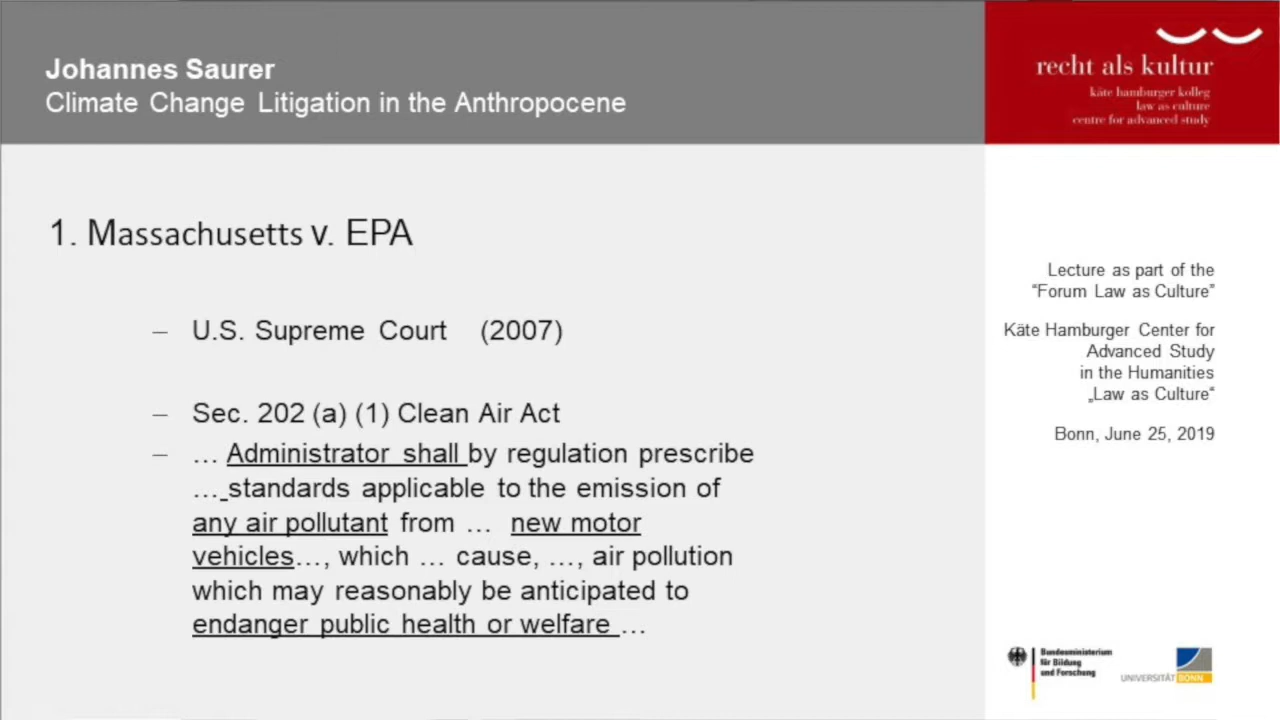 Johannes Saurer
Climate Change Litigation in the Anthropocene
recht als kultur
käte hamburger kolleg
law as culture
centre for advanced study
1. Massachusetts v. EPA
– U.S. Supreme Court (2007)
– Sec. 202 (a) (1) Clean Air Act
– … Administrator shall by regulation prescribe
… standards applicable to the emission of
any air pollutant from … new motor
vehicles…, which … cause, …, air pollution
which may reasonably be anticipated to
endanger public health or welfare …
Lecture as part of the
“Forum Law as Culture”
Käte Hamburger Center for
Advanced Study
in the Humanities
„Law as Culture“
Bonn, June 25, 2019
Bundesministerium
für Bildung
und Forschung
UNIVERSITÄT BONN